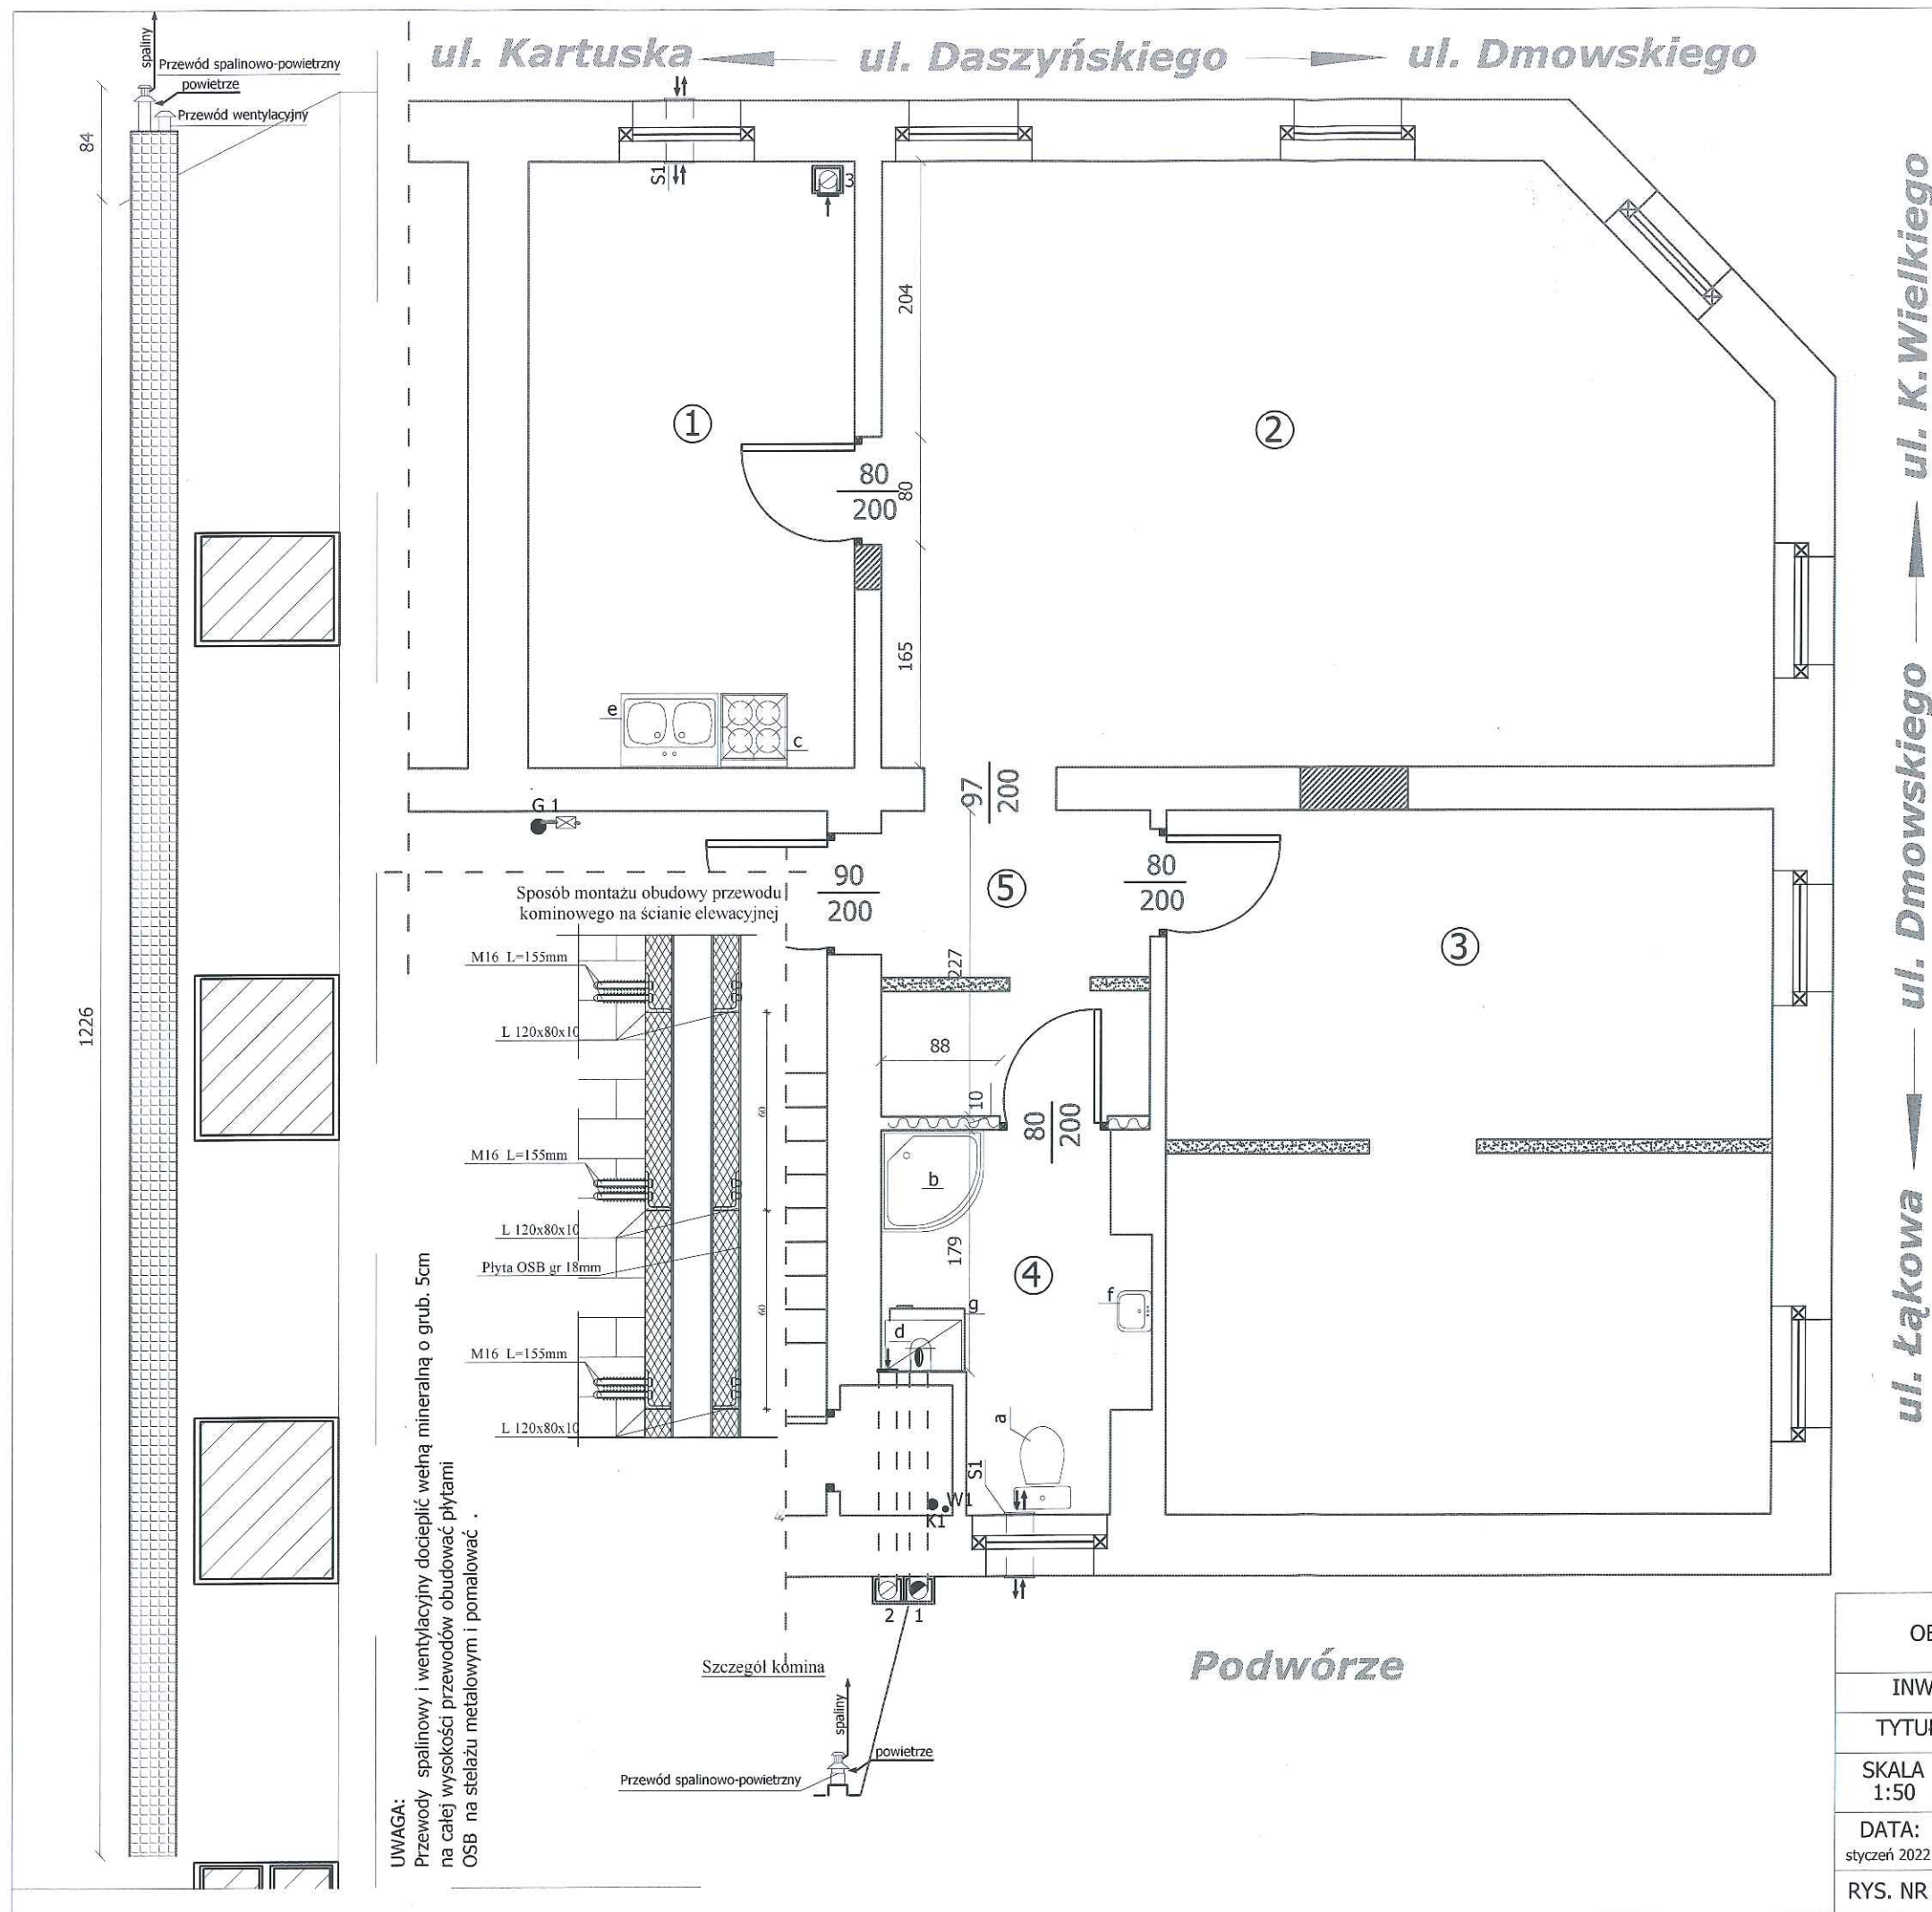 ul. Kartuska
ul. Daszyńskiego
ul. Dmowskiego
spaliny
Przewód spalinowo-powietrzny
powietrze
Przewód wentylacyjny
84
1226
S1
3
204
1
2
80
200
80
165
e
c
ul. K.Wielkiego
ul. Dmowskiego
ul. Łąkowa
G 1
97
200
90
200
5
80
200
3
227
88
10
80
200
b
179
4
g
d
f
a
S1
W1
K1
2
1
Sposób montażu obudowy przewodu
kominowego na ścianie elewacyjnej
M16 L=155mm
L 120x80x10
60
M16 L=155mm
L 120x80x10
Płyta OSB gr 18mm
60
M16 L=155mm
L 120x80x10
UWAGA:
Przewody spalinowy i wentylacyjny docieplić wełną mineralną o grub. 5cm
na całej wysokości przewodów obudować płytami
OSB na stelażu metalowym i pomalować .
Szczegół komina
spaliny
powietrze
Przewód spalinowo-powietrzny
Podwórze
INW
TYTU
SKALA
1:50
DATA:
styczeń 2022
RYS. NR